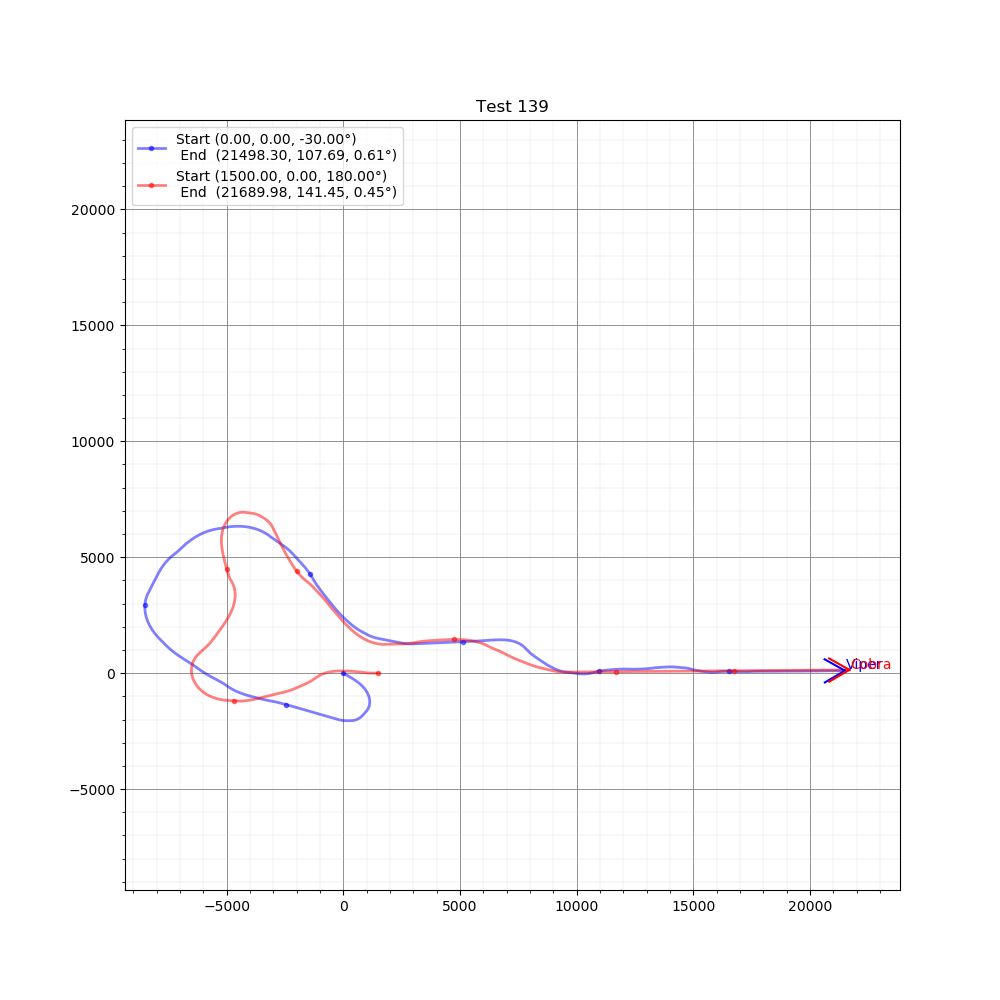 Test 139
Start (0.00, 0.00, -30.00°)
End (21498.30, 107.69, 0.61°)
Start (1500.00, 0.00, 180.00°)
End (21689.98, 141.45, 0.45°)
20000
15000
10000
5000
0
−5000
Viper
Cobra
−5000 0 5000 10000 15000 20000